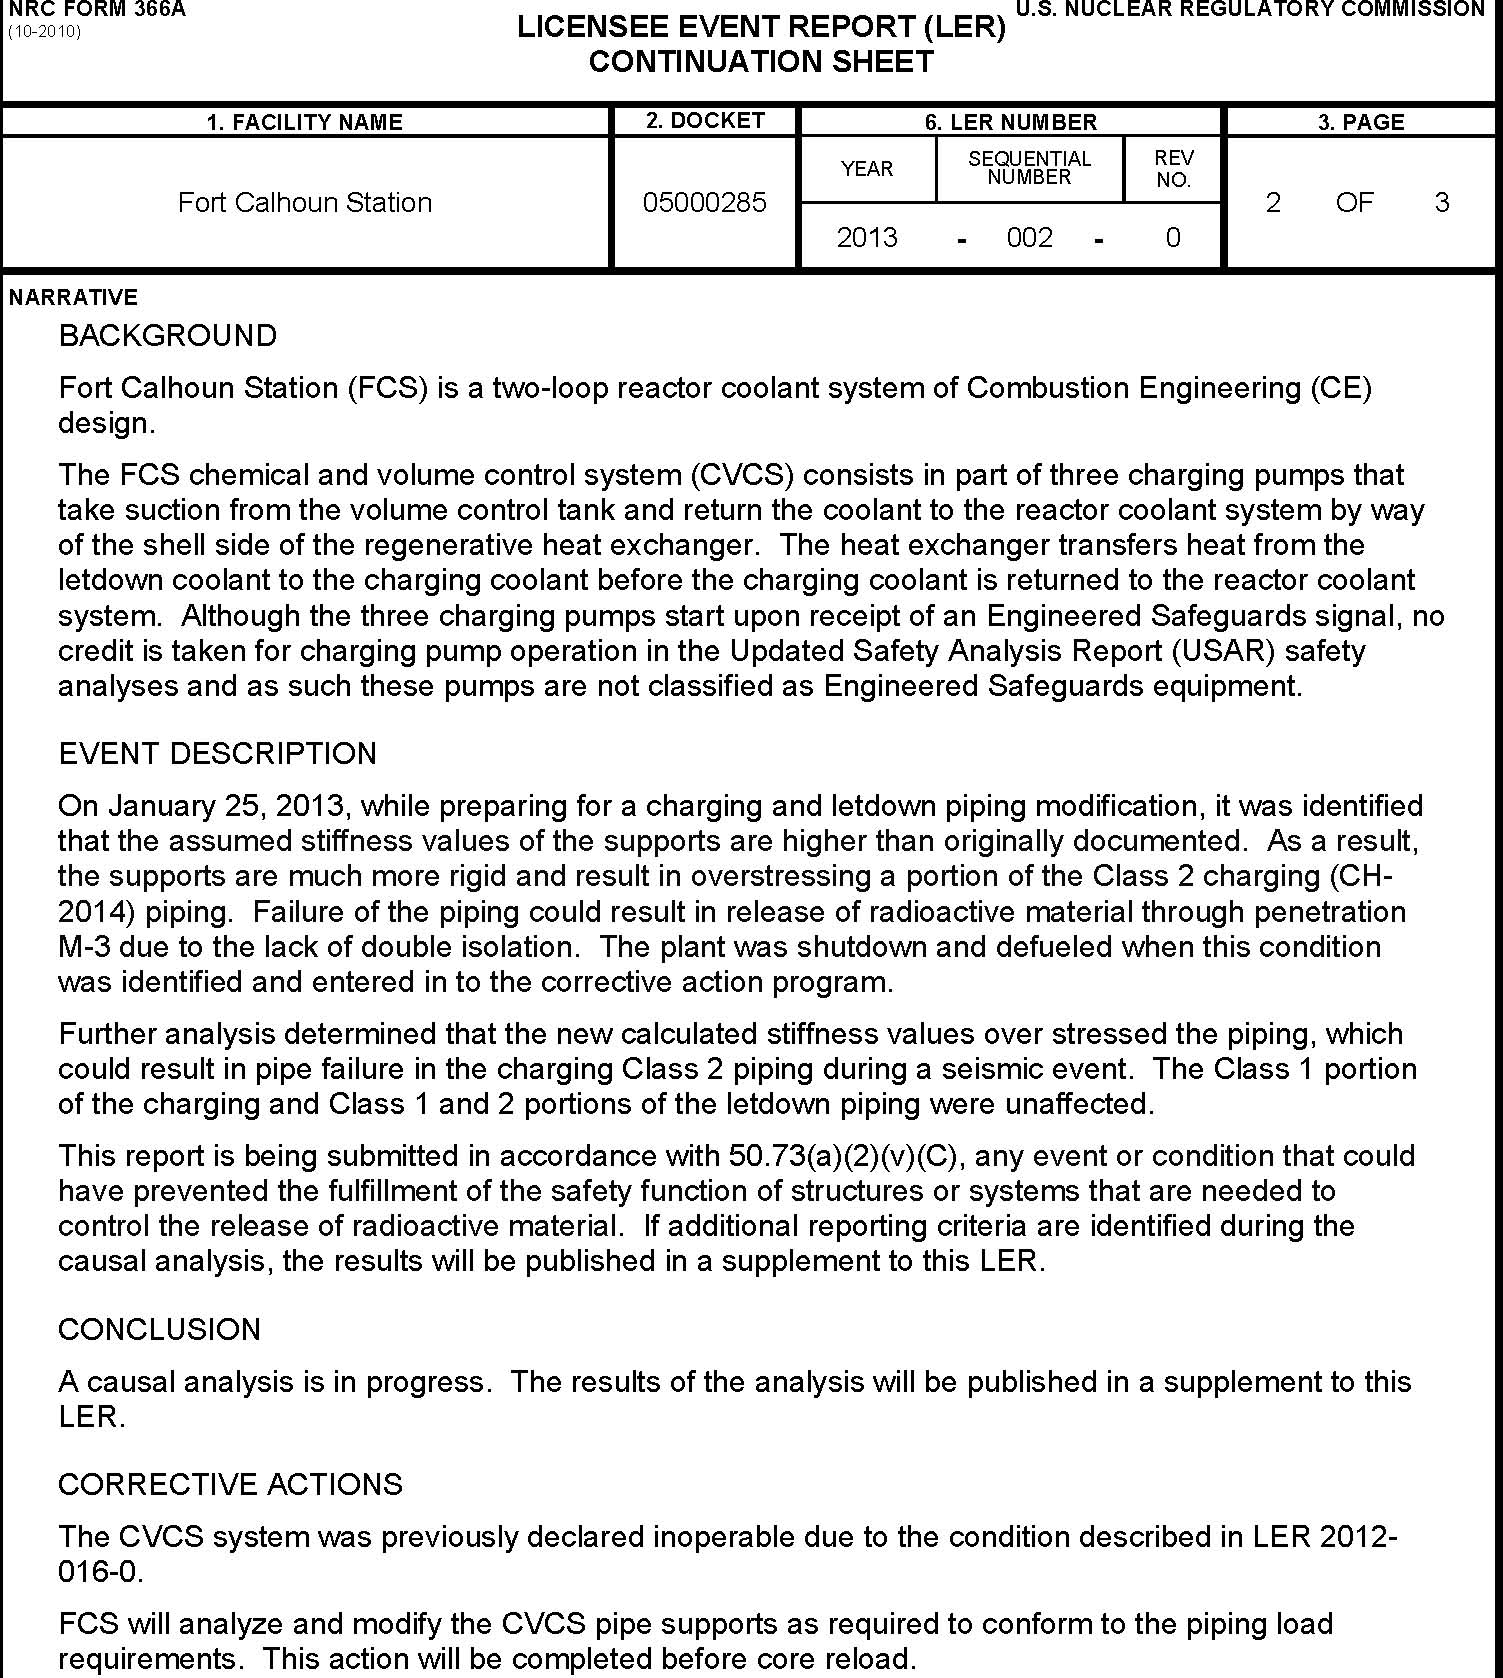 NRC FORM 366A
(10-2010)
U.S. NUCLEAR REGULATORY COMMISSION
LICENSEE EVENT REPORT (LER)
CONTINUATION SHEET
1. FACILITY NAME
2. DOCKET
6. LER NUMBER
3. PAGE
Fort Calhoun Station
05000285
YEAR
SEQUENTIAL
NUMBER
REV
NO.
2 OF 3
2013 - 002 - 0
NARRATIVE
BACKGROUND
Fort Calhoun Station (FCS) is a two-loop reactor coolant system of Combustion Engineering (CE)
design.
The FCS chemical and volume control system (CVCS) consists in part of three charging pumps that
take suction from the volume control tank and return the coolant to the reactor coolant system by way
of the shell side of the regenerative heat exchanger.  The heat exchanger transfers heat from the
letdown coolant to the charging coolant before the charging coolant is returned to the reactor coolant
system.  Although the three charging pumps start upon receipt of an Engineered Safeguards signal, no
credit is taken for charging pump operation in the Updated Safety Analysis Report (USAR) safety
analyses and as such these pumps are not classified as Engineered Safeguards equipment.
EVENT DESCRIPTION
On January 25, 2013, while preparing for a charging and letdown piping modification, it was identified
that the assumed stiffness values of the supports are higher than originally documented.  As a result,
the supports are much more rigid and result in overstressing a portion of the Class 2 charging (CH-
2014) piping.  Failure of the piping could result in release of radioactive material through penetration
M-3 due to the lack of double isolation.  The plant was shutdown and defueled when this condition
was identified and entered in to the corrective action program.
Further analysis determined that the new calculated stiffness values over stressed the piping, which
could result in pipe failure in the charging Class 2 piping during a seismic event.  The Class 1 portion
of the charging and Class 1 and 2 portions of the letdown piping were unaffected.
This report is being submitted in accordance with 50.73(a)(2)(v)(C), any event or condition that could
have prevented the fulfillment of the safety function of structures or systems that are needed to
control the release of radioactive material.  If additional reporting criteria are identified during the
causal analysis, the results will be published in a supplement to this LER.
CONCLUSION
A causal analysis is in progress.  The results of the analysis will be published in a supplement to this
LER.
CORRECTIVE ACTIONS
The CVCS system was previously declared inoperable due to the condition described in LER 2012-
016-0.
FCS will analyze and modify the CVCS pipe supports as required to conform to the piping load
requirements.  This action will be completed before core reload.